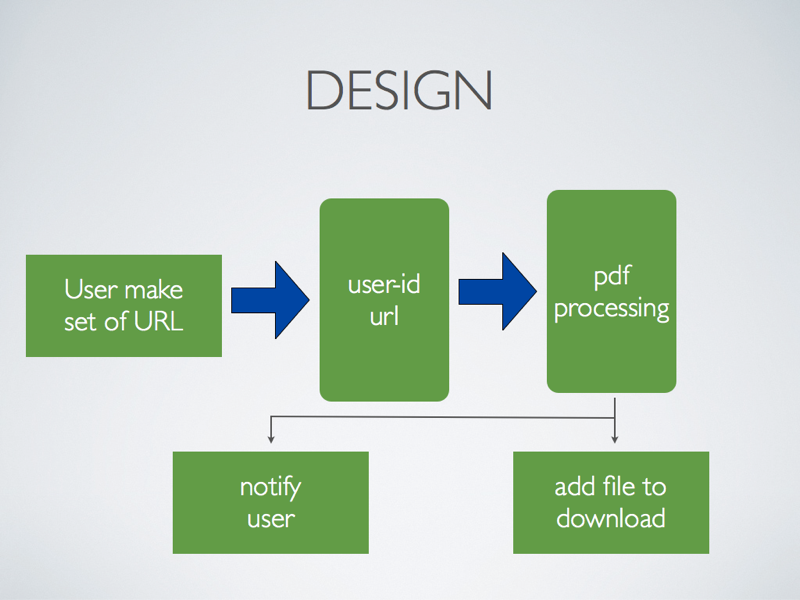 DESIGN
User make
set of URL
user-id
url
pdf
processing
notify
user
add file to
download